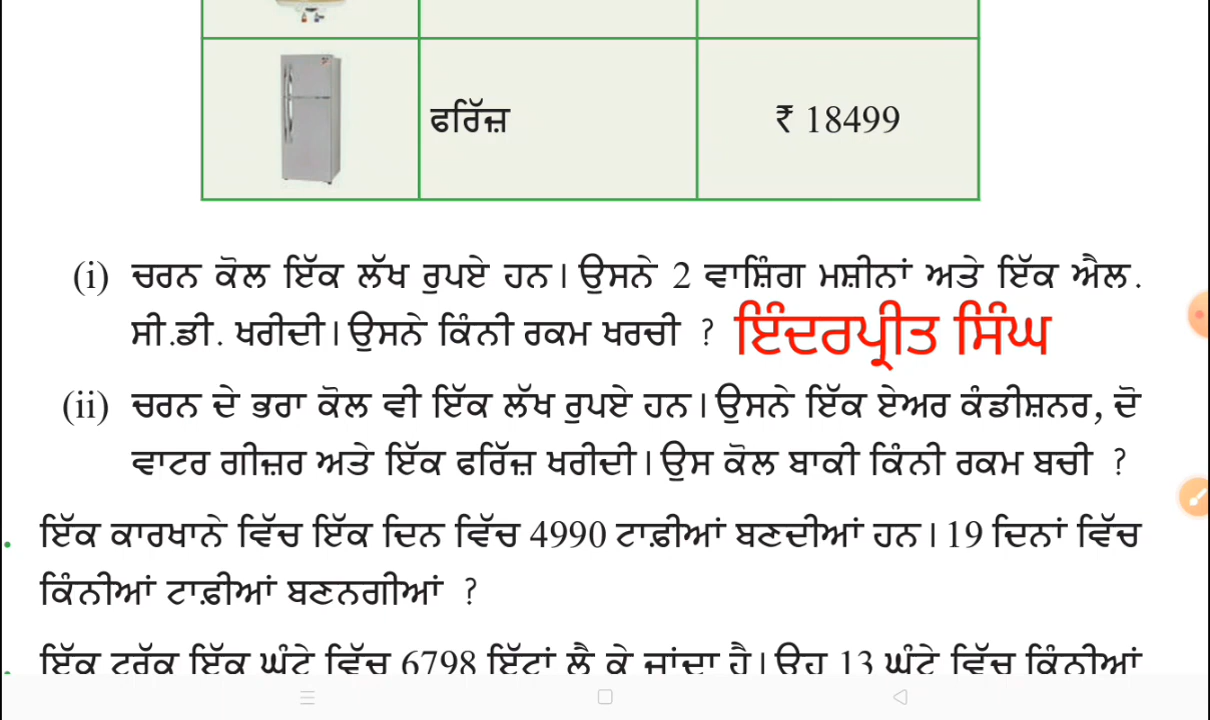 ਫਰਿੱਜ਼ ₹ 18499
(i) ਚਰਨ ਕੋਲ ਇੱਕ ਲੱਖ ਰੁਪਏ ਹਨ। ਉਸਨੇ 2 ਵਾਸ਼ਿੰਗ ਮਸ਼ੀਨਾਂ ਅਤੇ ਇੱਕ ਐਲ.
ਸੀ.ਡੀ. ਖਰੀਦੀ। ਉਸਨੇ ਕਿੰਨੀ ਰਕਮ ਖਰਚੀ ? ਇੰਦਰਪ੍ਰੀਤ ਸਿੰਘ
(ii) ਚਰਨ ਦੇ ਭਰਾ ਕੋਲ ਵੀ ਇੱਕ ਲੱਖ ਰੁਪਏ ਹਨ। ਉਸਨੇ ਇੱਕ ਏਅਰ ਕੰਡੀਸ਼ਨਰ, ਦੋ
ਵਾਟਰ ਗੀਜ਼ਰ ਅਤੇ ਇੱਕ ਫਰਿੱਜ਼ ਖਰੀਦੀ। ਉਸ ਕੋਲ ਬਾਕੀ ਕਿੰਨੀ ਰਕਮ ਬਚੀ ?
. ਇੱਕ ਕਾਰਖਾਨੇ ਵਿੱਚ ਇੱਕ ਦਿਨ ਵਿੱਚ 4990 ਟਾਫ਼ੀਆਂ ਬਣਦੀਆਂ ਹਨ। 19 ਦਿਨਾਂ ਵਿੱਚ
ਕਿੰਨੀਆਂ ਟਾਫ਼ੀਆਂ ਬਣਨਗੀਆਂ ?
. ਇੱਕ ਟਰੱਕ ਇੱਕ ਘੰਟੇ ਵਿੱਚ 6798 ਇੱਟਾਂ ਲੈ ਕੇ ਜਾਂਦਾ ਹੈ। ਉਹ 13 ਘੰਟੇ ਵਿੱਚ ਕਿੰਨੀਆਂ